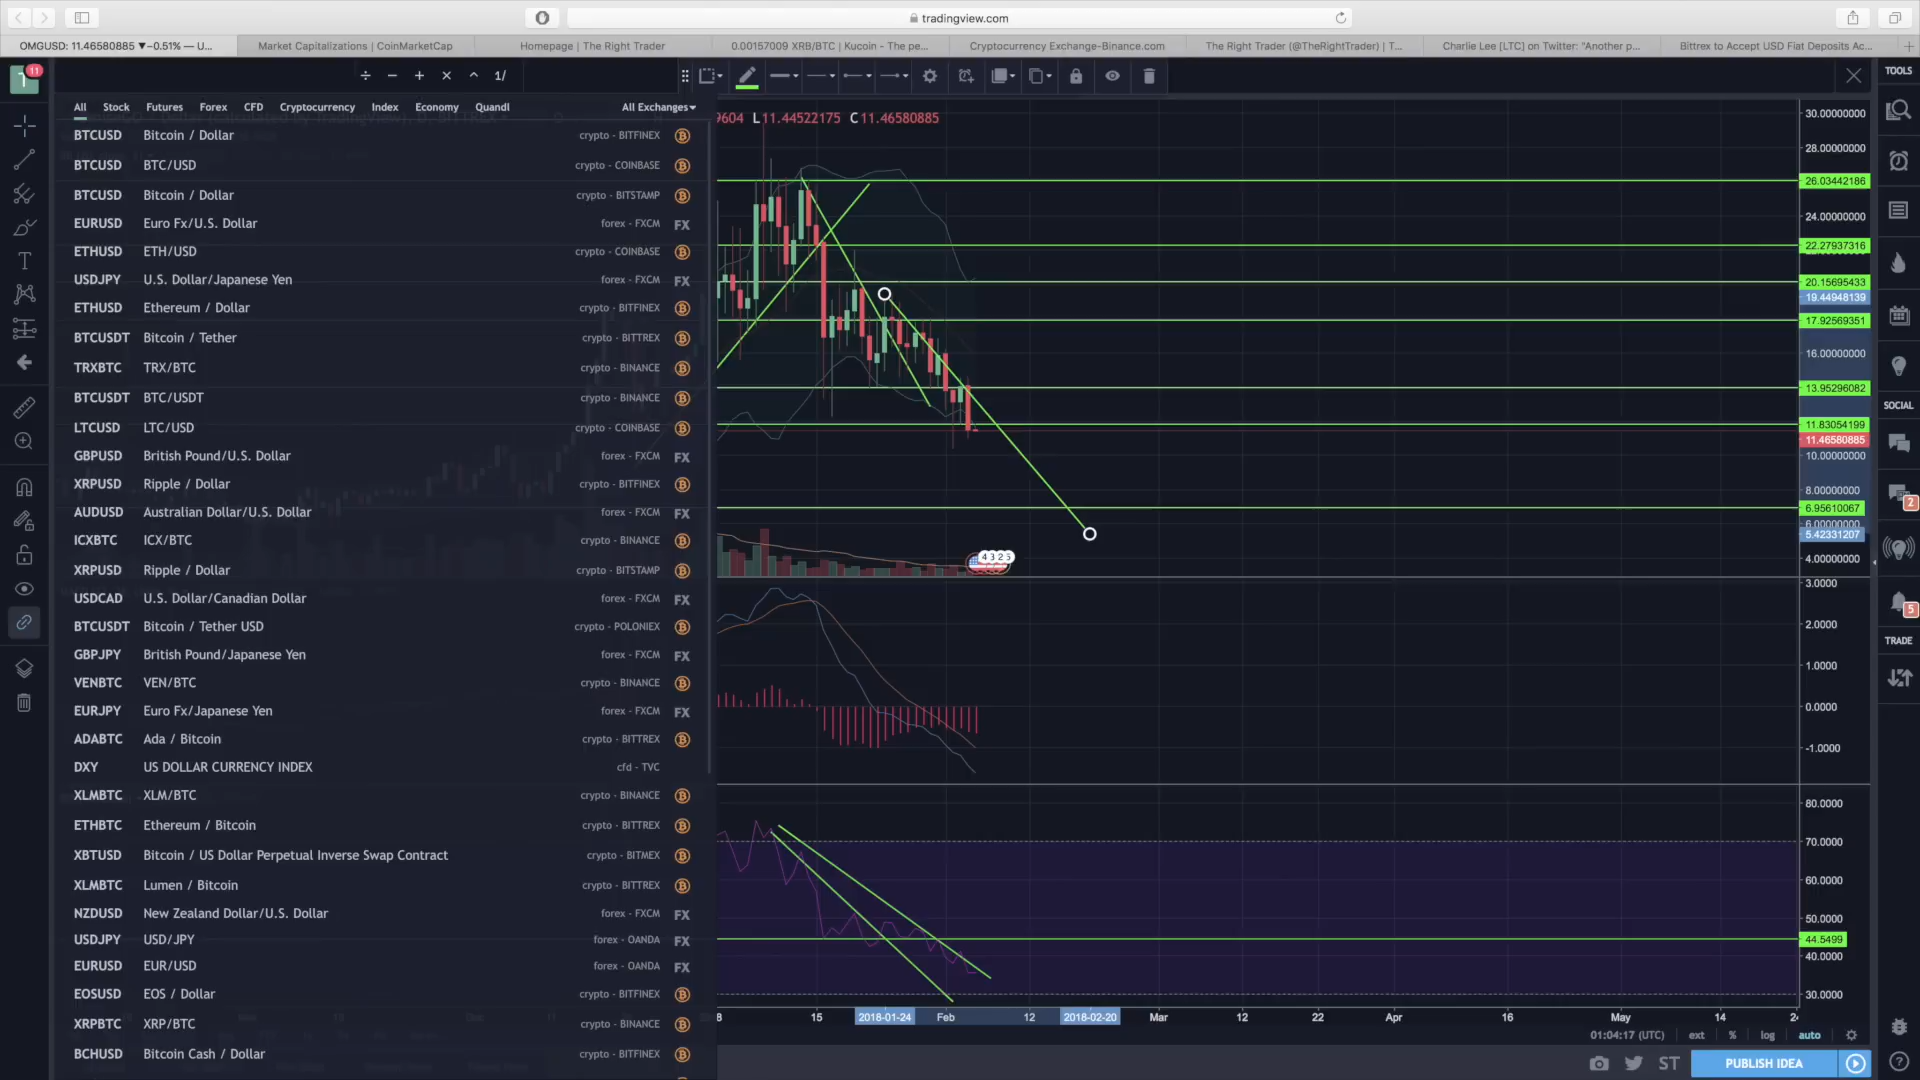 tradingview.com
OMGUSD: 11.46580885 ▼−0.51% — U...
Market Capitalizations | CoinMarketCap
Homepage | The Right Trader
0.00157009 XRB/BTC | Kucoin - The pe...
Cryptocurrency Exchange-Binance.com
The Right Trader (@TheRightTrader) | T...
Charlie Lee [LTC] on Twitter: "Another p...
Bittrex to Accept USD Fiat Deposits Ac...
T 11
÷ − + × ^ 1/
TOOLS
All Stock Futures Forex CFD Cryptocurrency Index Economy Quandl All Exchanges
9604 L11.44522175 C11.46580885
BTCUSD Bitcoin / Dollar crypto - BITFINEX
BTCUSD BTC/USD crypto - COINBASE
BTCUSD Bitcoin / Dollar crypto - BITSTAMP
EURUSD Euro Fx/U.S. Dollar forex - FXCM FX
ETHUSD ETH/USD crypto - COINBASE
USDJPY U.S. Dollar/Japanese Yen forex - FXCM FX
ETHUSD Ethereum / Dollar crypto - BITFINEX
BTCUSDT Bitcoin / Tether crypto - BITTREX
TRXBTC TRX/BTC crypto - BINANCE
BTCUSDT BTC/USDT crypto - BINANCE
LTCUSD LTC/USD crypto - COINBASE
GBPUSD British Pound/U.S. Dollar forex - FXCM FX
XRPUSD Ripple / Dollar crypto - BITFINEX
AUDUSD Australian Dollar/U.S. Dollar forex - FXCM FX
ICXBTC ICX/BTC crypto - BINANCE
XRPUSD Ripple / Dollar crypto - BITSTAMP
USDCAD U.S. Dollar/Canadian Dollar forex - FXCM FX
BTCUSDT Bitcoin / Tether USD crypto - POLONIEX
GBPJPY British Pound/Japanese Yen forex - FXCM FX
VENBTC VEN/BTC crypto - BINANCE
EURJPY Euro Fx/Japanese Yen forex - FXCM FX
ADABTC Ada / Bitcoin crypto - BITTREX
DXY US DOLLAR CURRENCY INDEX cfd - TVC
XLMBTC XLM/BTC crypto - BINANCE
ETHBTC Ethereum / Bitcoin crypto - BITTREX
XBTUSD Bitcoin / US Dollar Perpetual Inverse Swap Contract crypto - BITMEX
XLMBTC Lumen / Bitcoin crypto - BITTREX
NZDUSD New Zealand Dollar/U.S. Dollar forex - FXCM FX
USDJPY USD/JPY forex - OANDA FX
EURUSD EUR/USD forex - OANDA FX
EOSUSD EOS / Dollar crypto - BITFINEX
XRPBTC XRP/BTC crypto - BINANCE
BCHUSD Bitcoin Cash / Dollar crypto - BITFINEX
30.00000000
28.00000000
26.03442186
24.00000000
22.27937316
20.15695433
19.44948139
17.92569351
16.00000000
13.95296082
11.83054199
11.46580885
10.00000000
8.00000000
6.95610067
6.00000000
5.42331207
4.00000000
4 3 2 5
3.0000
2.0000
1.0000
0.0000
-1.0000
80.0000
70.0000
60.0000
50.0000
44.5499
40.0000
30.0000
15 2018-01-24 Feb 12 2018-02-20 Mar 12 22 Apr 16 May 14
01:04:17 (UTC) ext % log auto
ST PUBLISH IDEA
SOCIAL
2
5
TRADE